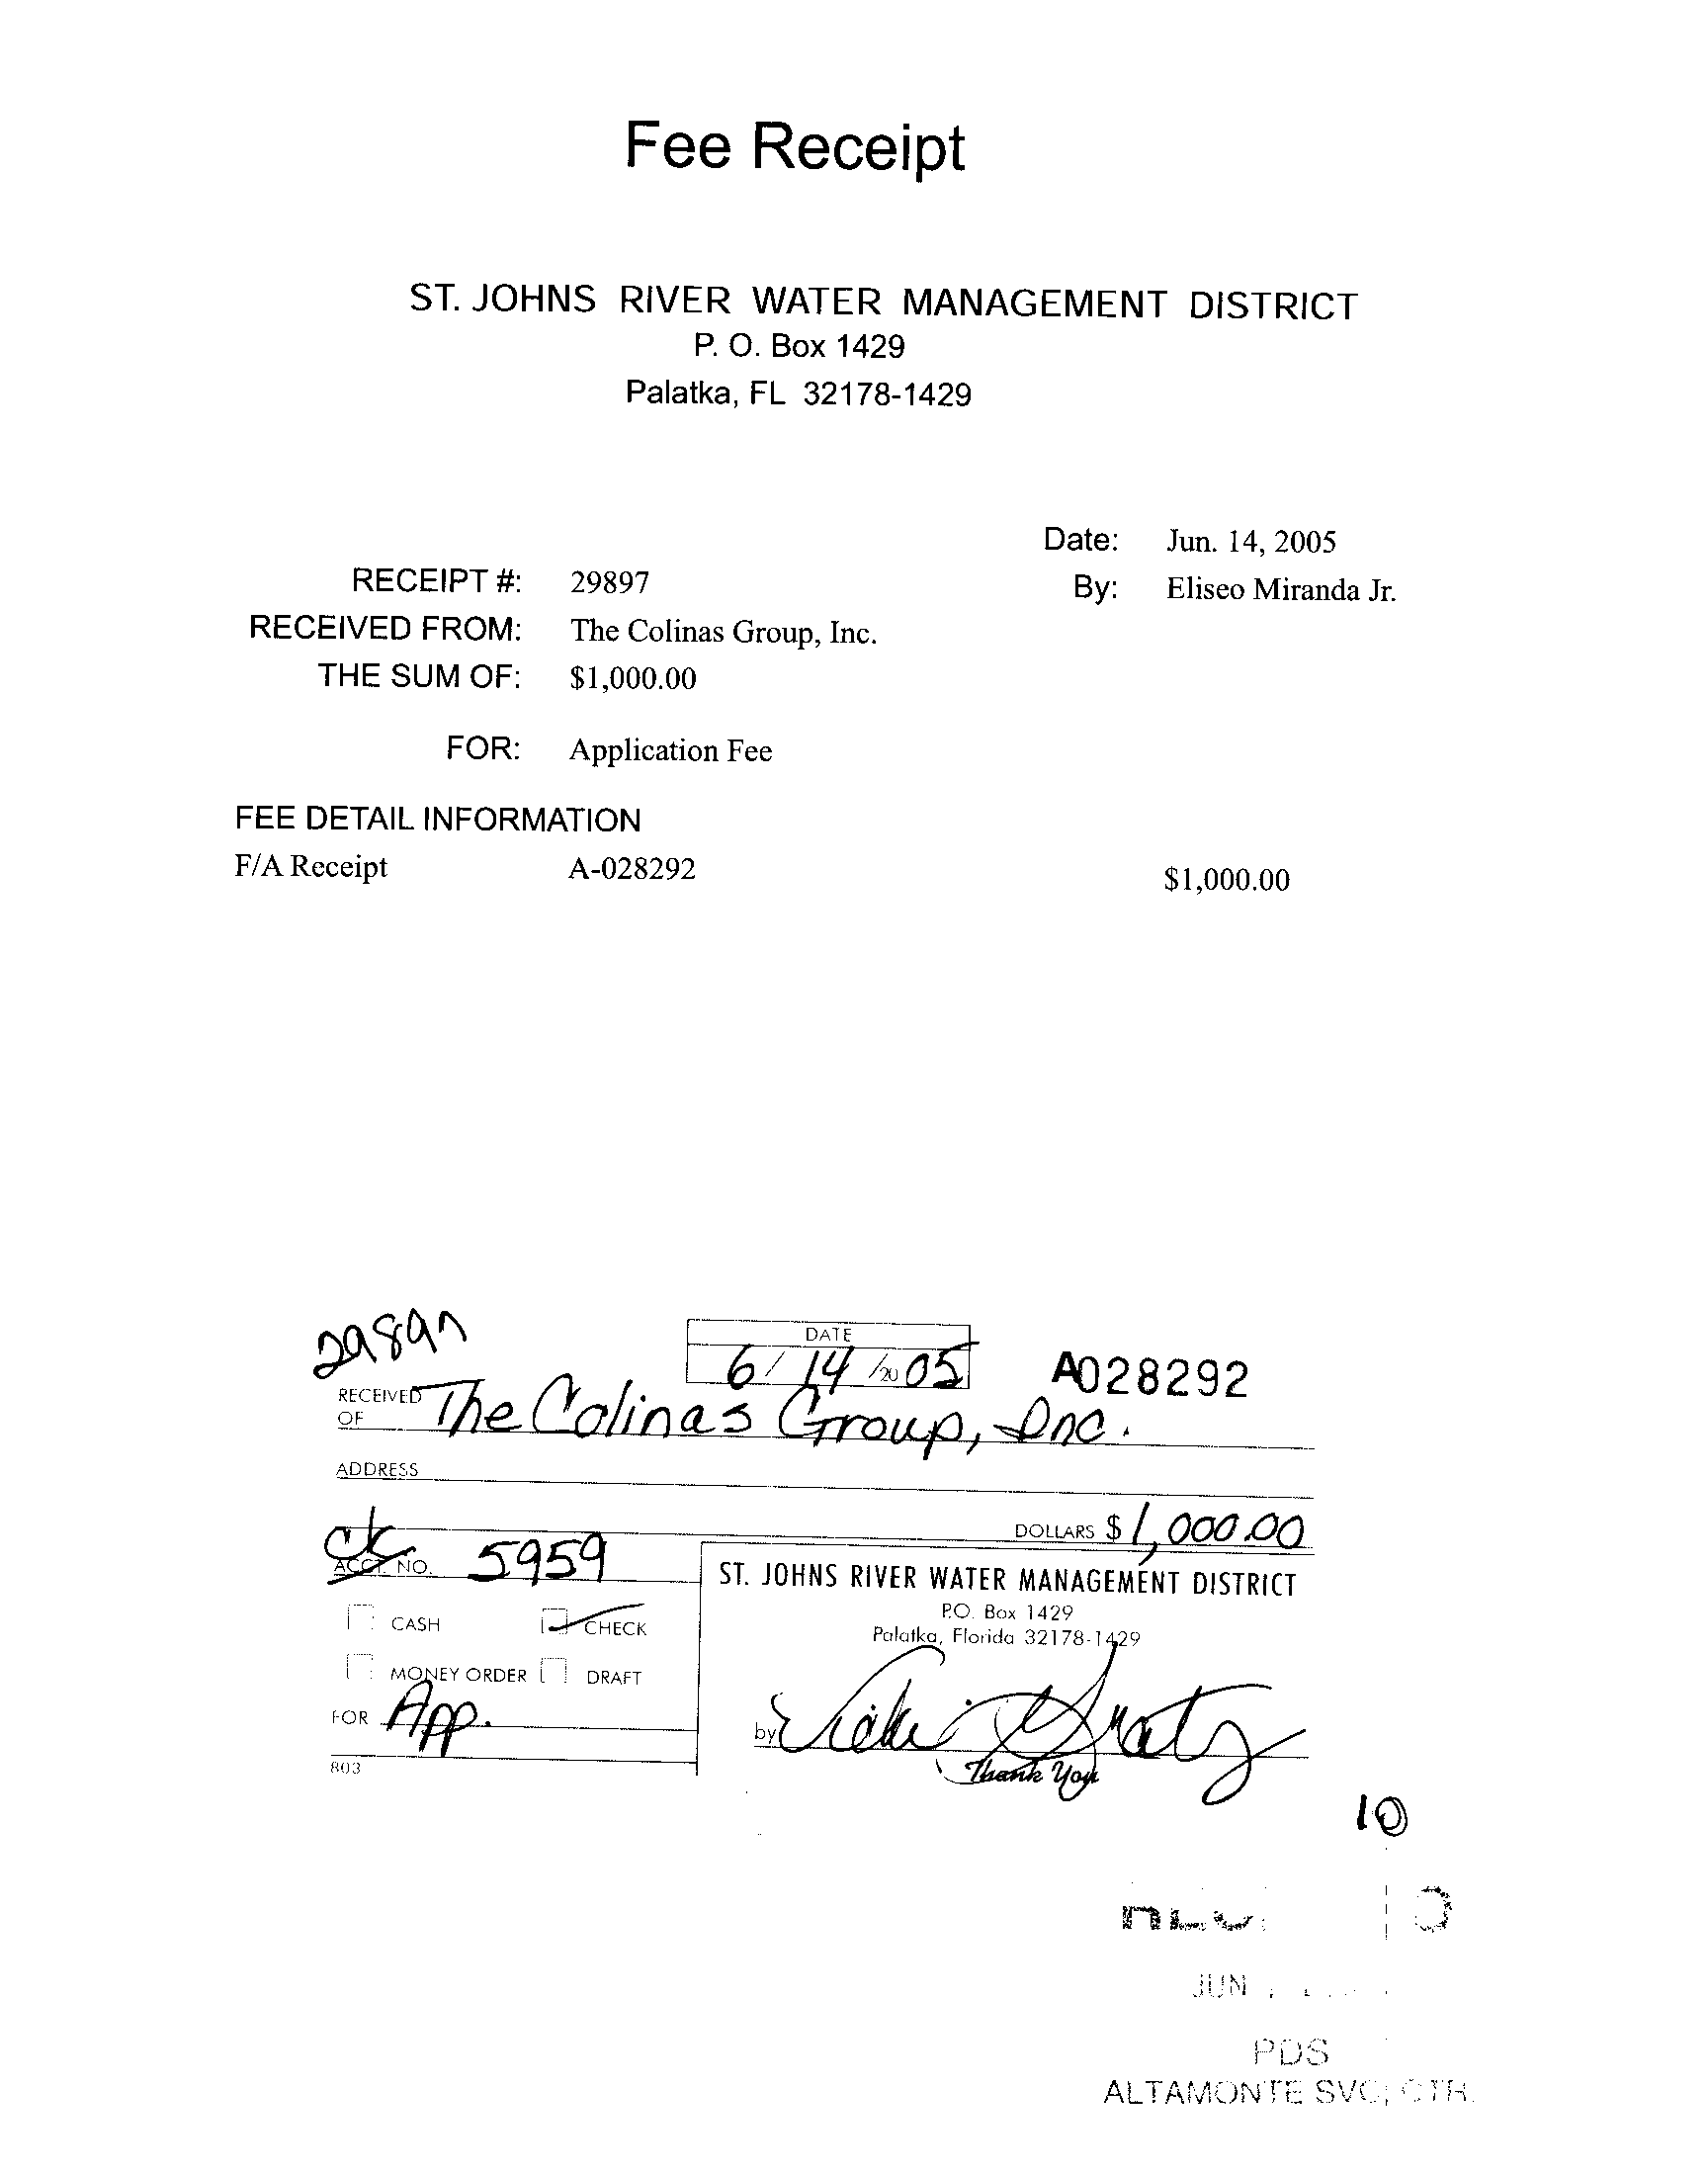 Fee Receipt
ST. JOHNS RIVER WATER MANAGEMENT DISTRICT
P. O. Box 1429
Palatka, FL 32178-1429
Date: Jun. 14, 2005
RECEIPT #: 29897
By: Eliseo Miranda Jr.
RECEIVED FROM: The Colinas Group, Inc.
THE SUM OF: $1,000.00
FOR: Application Fee
FEE DETAIL INFORMATION
F/A Receipt A-028292 $1,000.00
29897
DATE
6/14/2005 A028292
RECEIVED OF The Colinas Group, Inc.
ADDRESS
DOLLARS $1,000.00
ck ACCT. NO. 5959
ST. JOHNS RIVER WATER MANAGEMENT DISTRICT
P.O. Box 1429
Palatka, Florida 32178-1429
CASH CHECK
MONEY ORDER DRAFT
FOR App.
by Vicki
Thank You
803
10
JUN
PDS
ALTAMONTE SVC. CTR.